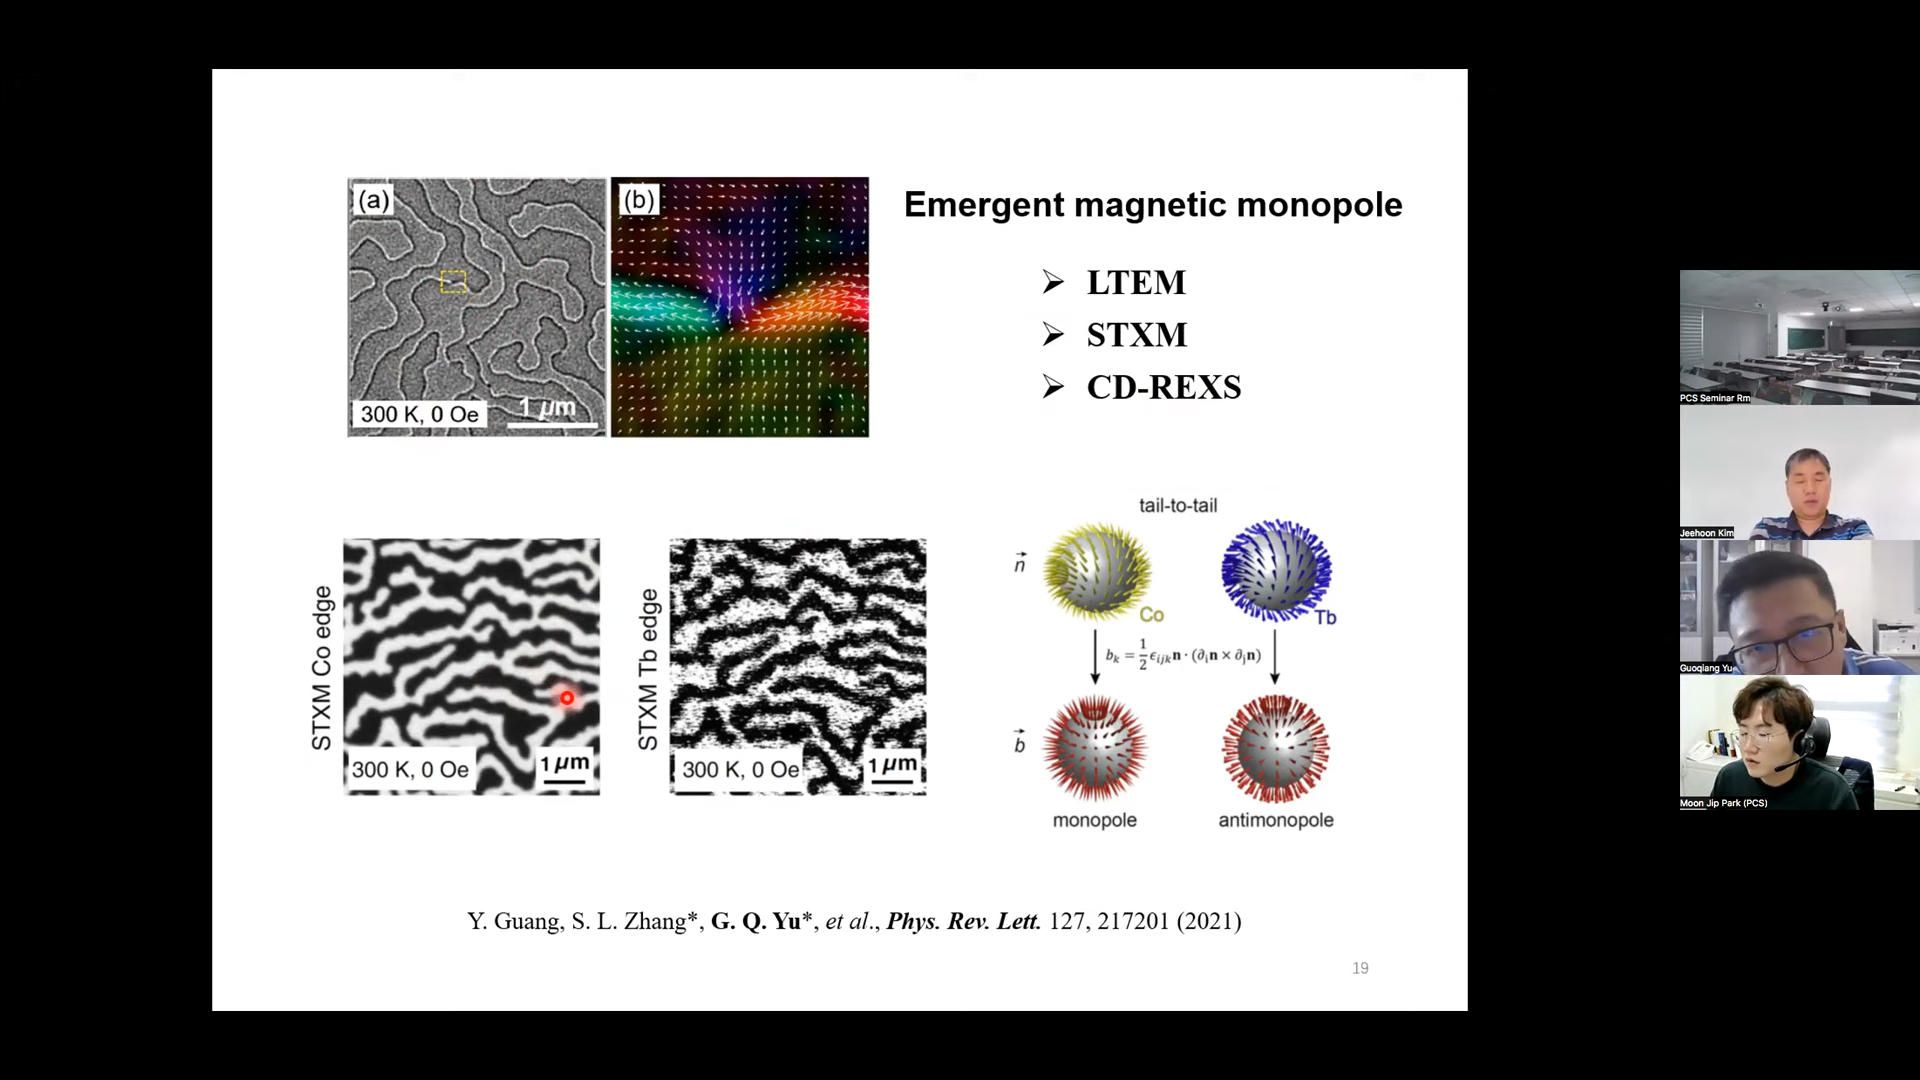 (a)
(b)
300 K, 0 Oe
1 μm
Emergent magnetic monopole
➢ LTEM
➢ STXM
➢ CD-REXS
STXM Co edge
300 K, 0 Oe
1 μm
STXM Tb edge
300 K, 0 Oe
1 μm
tail-to-tail
n⃗
Co
Tb
b_k = 1/2 ϵ_ijk n · (∂_i n × ∂_j n)
b⃗
monopole
antimonopole
Y. Guang, S. L. Zhang*, G. Q. Yu*, et al., Phys. Rev. Lett. 127, 217201 (2021)
19
PCS Seminar Rm
Jeehoon Kim
Guoqiang Yu
Moon Jip Park (PCS)